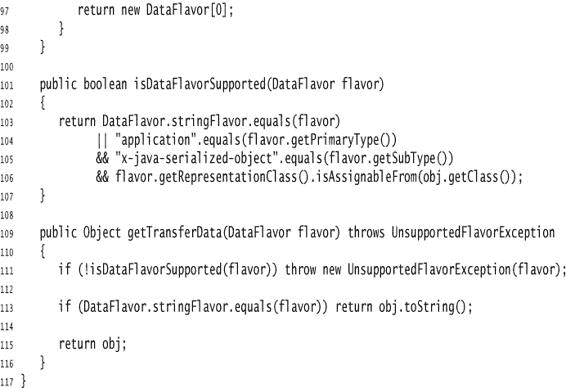 97 return new DataFlavor[0];
98 }
99 }
100
101 public boolean isDataFlavorSupported(DataFlavor flavor)
102 {
103 return DataFlavor.stringFlavor.equals(flavor)
104 || "application".equals(flavor.getPrimaryType())
105 && "x-java-serialized-object".equals(flavor.getSubType())
106 && flavor.getRepresentationClass().isAssignableFrom(obj.getClass());
107 }
108
109 public Object getTransferData(DataFlavor flavor) throws UnsupportedFlavorException
110 {
111 if (!isDataFlavorSupported(flavor)) throw new UnsupportedFlavorException(flavor);
112
113 if (DataFlavor.stringFlavor.equals(flavor)) return obj.toString();
114
115 return obj;
116 }
117 }